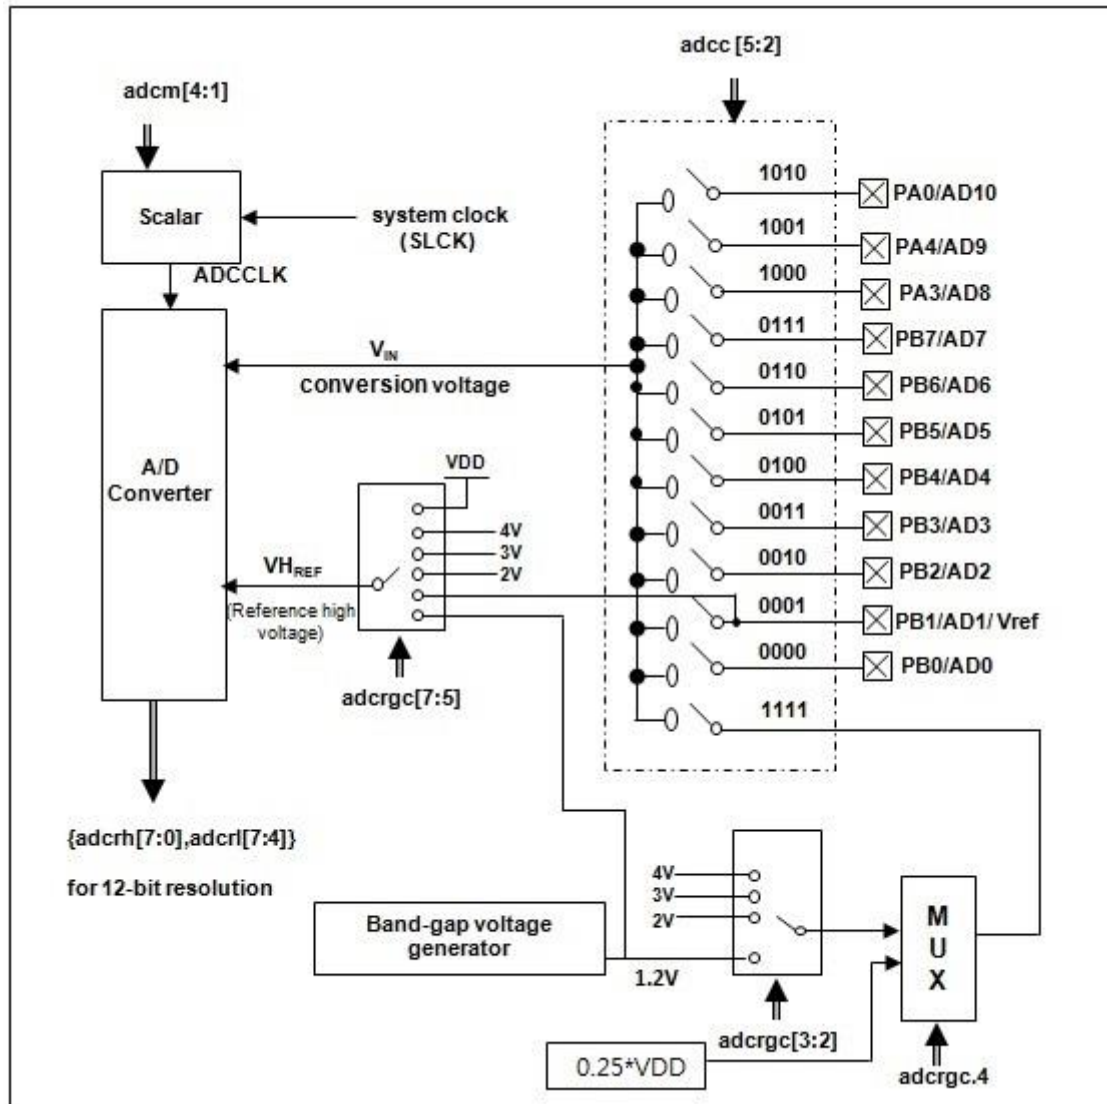 adcc [5:2]
adcm[4:1]
Scalar
system clock
(SLCK)
ADCCLK
1010
PA0/AD10
1001
PA4/AD9
1000
PA3/AD8
0111
PB7/AD7
0110
PB6/AD6
0101
PB5/AD5
0100
PB4/AD4
0011
PB3/AD3
0010
PB2/AD2
0001
PB1/AD1/ Vref
0000
PB0/AD0
1111
VIN
conversion voltage
A/D
Converter
VDD
4V
3V
2V
VHREF
(Reference high
voltage)
adcrgc[7:5]
{adcrh[7:0],adcrl[7:4]}
for 12-bit resolution
4V
3V
2V
Band-gap voltage
generator
1.2V
M
U
X
adcrgc[3:2]
0.25*VDD
adcrgc.4